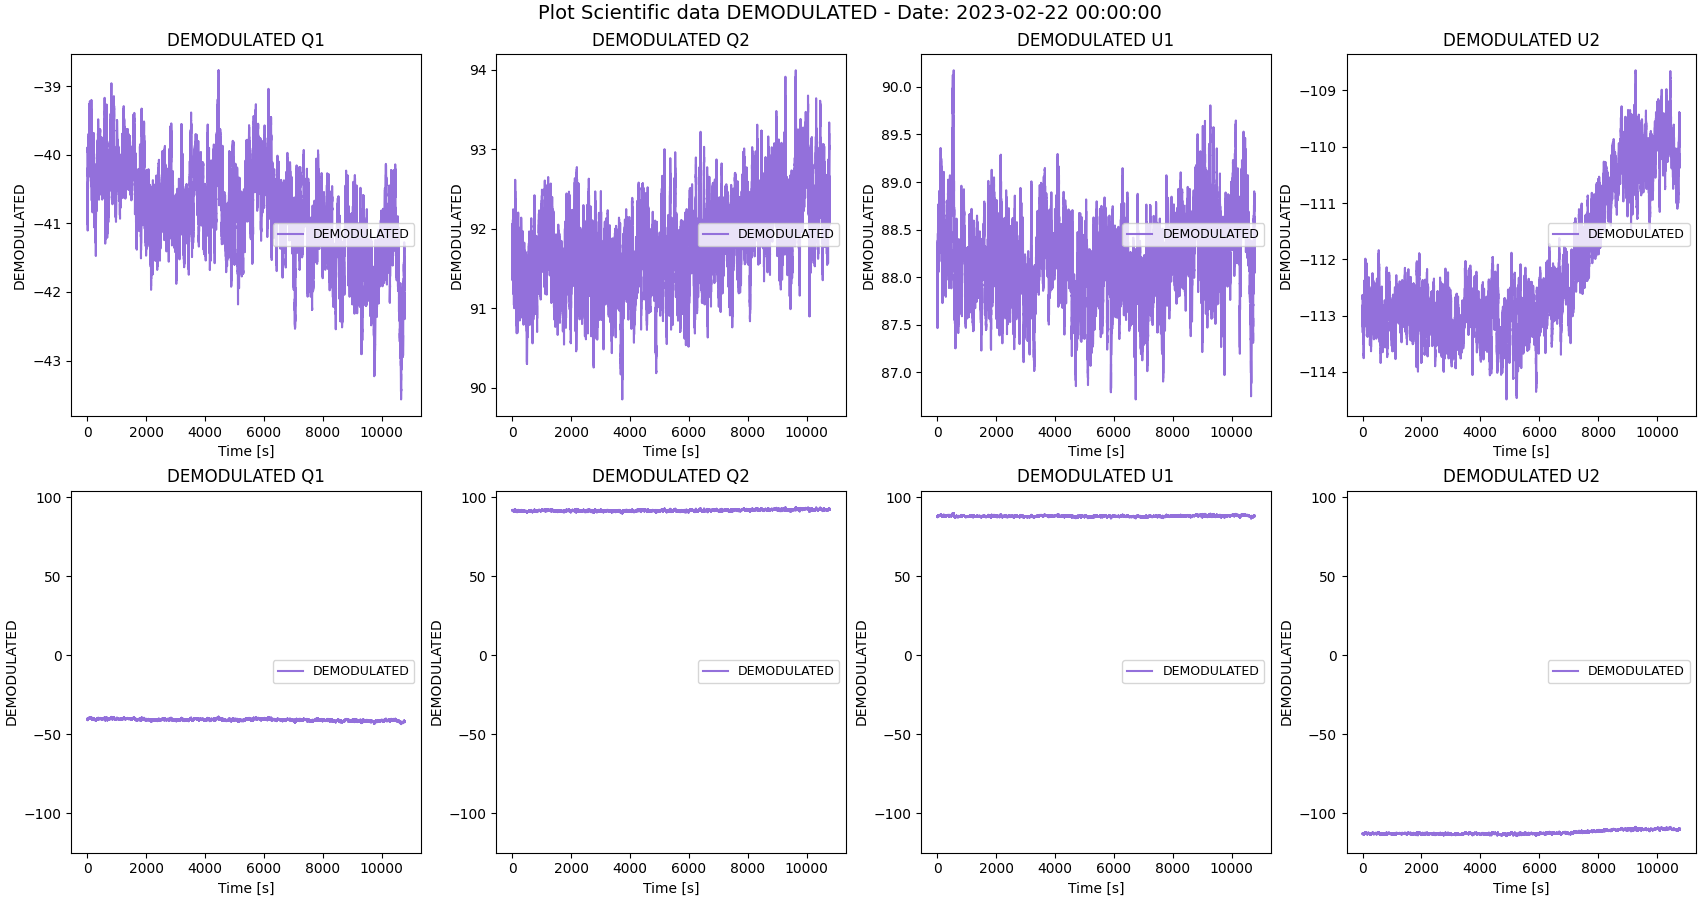 Plot Scientific data DEMODULATED - Date: 2023-02-22 00:00:00
DEMODULATED Q1
DEMODULATED
−39
−40
−41
−42
−43
DEMODULATED
0 2000 4000 6000 8000 10000
Time [s]
DEMODULATED Q2
DEMODULATED
94
93
92
91
90
DEMODULATED
0 2000 4000 6000 8000 10000
Time [s]
DEMODULATED U1
DEMODULATED
90.0
89.5
89.0
88.5
88.0
87.5
87.0
DEMODULATED
0 2000 4000 6000 8000 10000
Time [s]
DEMODULATED U2
DEMODULATED
−109
−110
−111
−112
−113
−114
DEMODULATED
0 2000 4000 6000 8000 10000
Time [s]
DEMODULATED Q1
DEMODULATED
100
50
0
−50
−100
DEMODULATED
0 2000 4000 6000 8000 10000
Time [s]
DEMODULATED Q2
DEMODULATED
100
50
0
−50
−100
DEMODULATED
0 2000 4000 6000 8000 10000
Time [s]
DEMODULATED U1
DEMODULATED
100
50
0
−50
−100
DEMODULATED
0 2000 4000 6000 8000 10000
Time [s]
DEMODULATED U2
DEMODULATED
100
50
0
−50
−100
DEMODULATED
0 2000 4000 6000 8000 10000
Time [s]